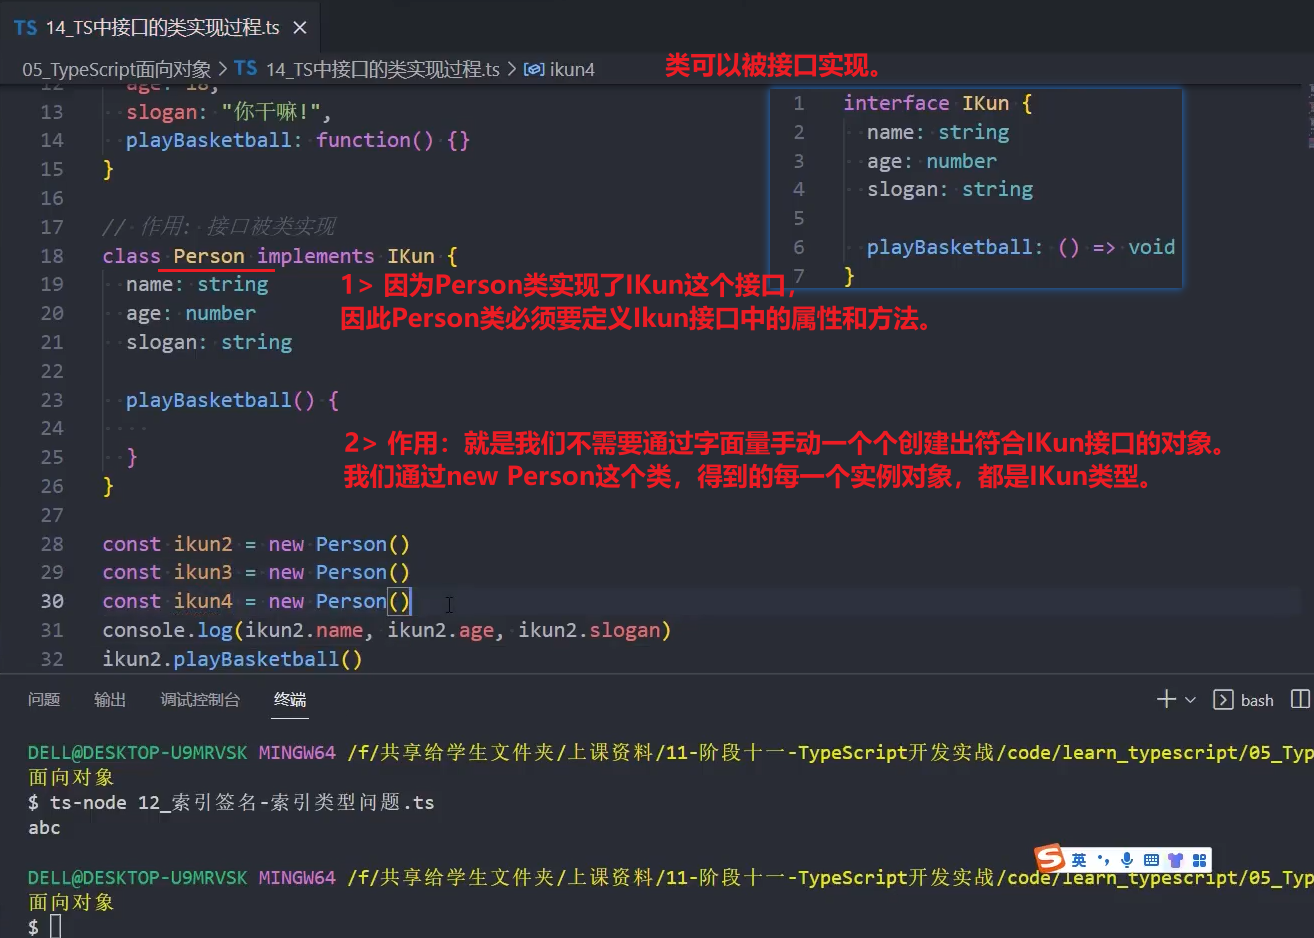 TS 14_TS中接口的类实现过程.ts ×
05_TypeScript面向对象 > TS 14_TS中接口的类实现过程.ts > ikun4
类可以被接口实现。
1 interface IKun {
2 name: string
3 age: number
4 slogan: string
5
6 playBasketball: () => void
7 }
12 age: 18,
13 slogan: "你干嘛!",
14 playBasketball: function() {}
15 }
16
17 // 作用: 接口被类实现
18 class Person implements IKun {
19 name: string
20 age: number
21 slogan: string
1> 因为Person类实现了IKun这个接口,
因此Person类必须要定义Ikun接口中的属性和方法。
22
23 playBasketball() {
24
25 }
26 }
2> 作用：就是我们不需要通过字面量手动一个个创建出符合IKun接口的对象。
我们通过new Person这个类，得到的每一个实例对象，都是IKun类型。
27
28 const ikun2 = new Person()
29 const ikun3 = new Person()
30 const ikun4 = new Person()
31 console.log(ikun2.name, ikun2.age, ikun2.slogan)
32 ikun2.playBasketball()
问题 输出 调试控制台 终端 bash
DELL@DESKTOP-U9MRVSK MINGW64 /f/共享给学生文件夹/上课资料/11-阶段十一-TypeScript开发实战/code/learn_typescript/05_Typ
面向对象
$ ts-node 12_索引签名-索引类型问题.ts
abc
英
DELL@DESKTOP-U9MRVSK MINGW64 /f/共享给学生文件夹/上课资料/11-阶段十一-TypeScript开发实战/code/learn_typescript/05_Typ
面向对象
$